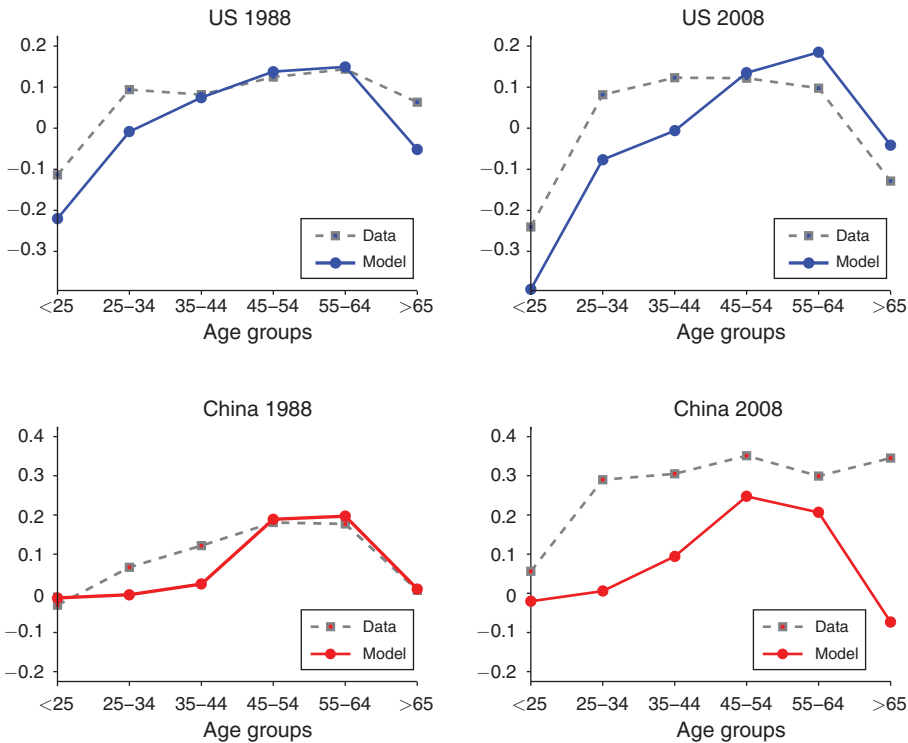 US 1988
0.2
0.1
0
−0.1
−0.2
−0.3
<25 25–34 35–44 45–54 55–64 >65
Age groups
Data
Model
US 2008
0.2
0.1
0
−0.1
−0.2
−0.3
<25 25–34 35–44 45–54 55–64 >65
Age groups
Data
Model
China 1988
0.4
0.3
0.2
0.1
0
−0.1
−0.2
<25 25–34 35–44 45–54 55–64 >65
Age groups
Data
Model
China 2008
0.4
0.3
0.2
0.1
0
−0.1
−0.2
<25 25–34 35–44 45–54 55–64 >65
Age groups
Data
Model